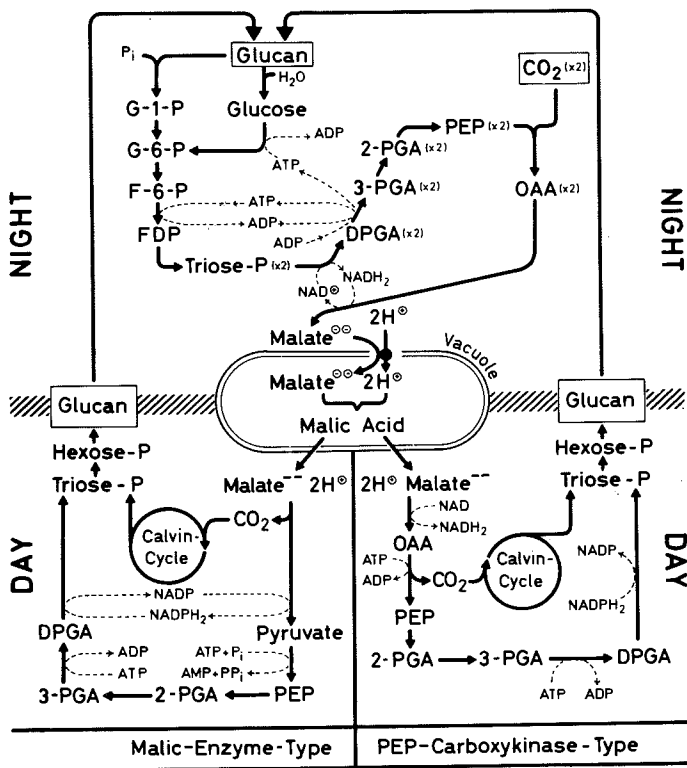 Pi
Glucan
CO2(x2)
H2O
G-1-P
Glucose
ADP
PEP(x2)
2-PGA(x2)
G-6-P
ATP
3-PGA(x2)
OAA(x2)
F-6-P
ATP
ADP
FDP
ADP
DPGA(x2)
Triose-P(x2)
NADH2
NAD⊕
NIGHT
NIGHT
Malate⊖⊖
2H⊕
Vacuole
Malate⊖⊖
2H⊕
Malic Acid
Glucan
Glucan
Hexose-P
Hexose-P
Triose-P
Triose-P
Malate-- 2H⊕
2H⊕ Malate--
CO2
NAD
NADH2
Calvin-
Cycle
OAA
ATP
ADP
CO2
Calvin-
Cycle
NADP
NADPH2
DAY
DAY
NADP
NADPH2
PEP
DPGA
Pyruvate
ADP
ATP
ATP+Pi
AMP+PPi
2-PGA
3-PGA
DPGA
3-PGA
2-PGA
PEP
ATP
ADP
Malic-Enzyme-Type
PEP-Carboxykinase-Type